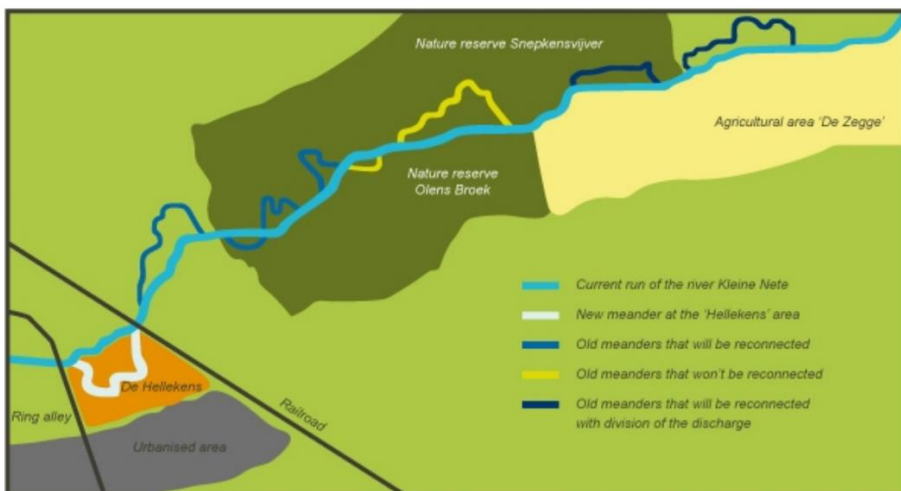 Nature reserve Snepkensvijver
Agricultural area 'De Zegge'
Nature reserve
Olens Broek
Current run of the river Kleine Nete
New meander at the 'Hellekens' area
Old meanders that will be reconnected
Old meanders that won't be reconnected
Old meanders that will be reconnected
with division of the discharge
De Hellekens
Ring alley
Railroad
Urbanised area